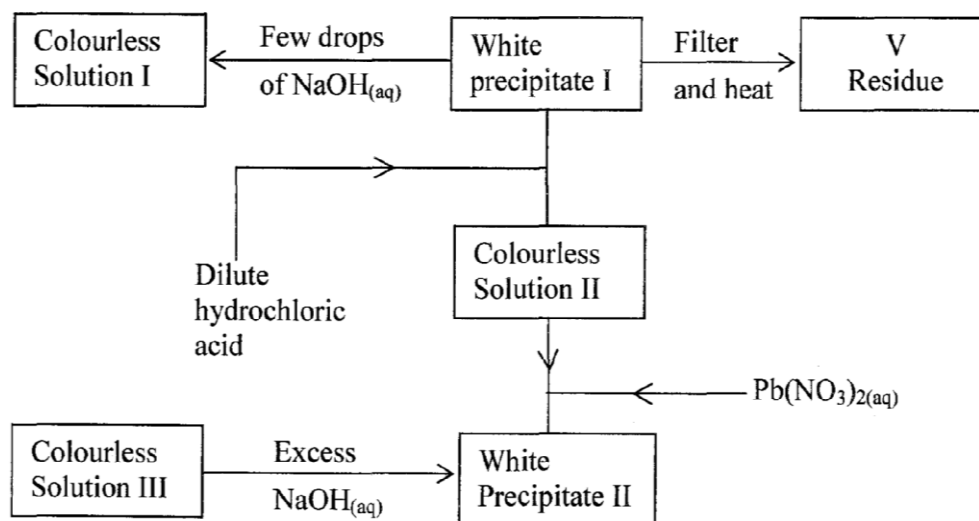 Colourless
Solution I
Few drops
of NaOH(aq)
White
precipitate I
Filter
and heat
V
Residue
Dilute
hydrochloric
acid
Colourless
Solution II
Pb(NO3)2(aq)
Colourless
Solution III
Excess
NaOH(aq)
White
Precipitate II